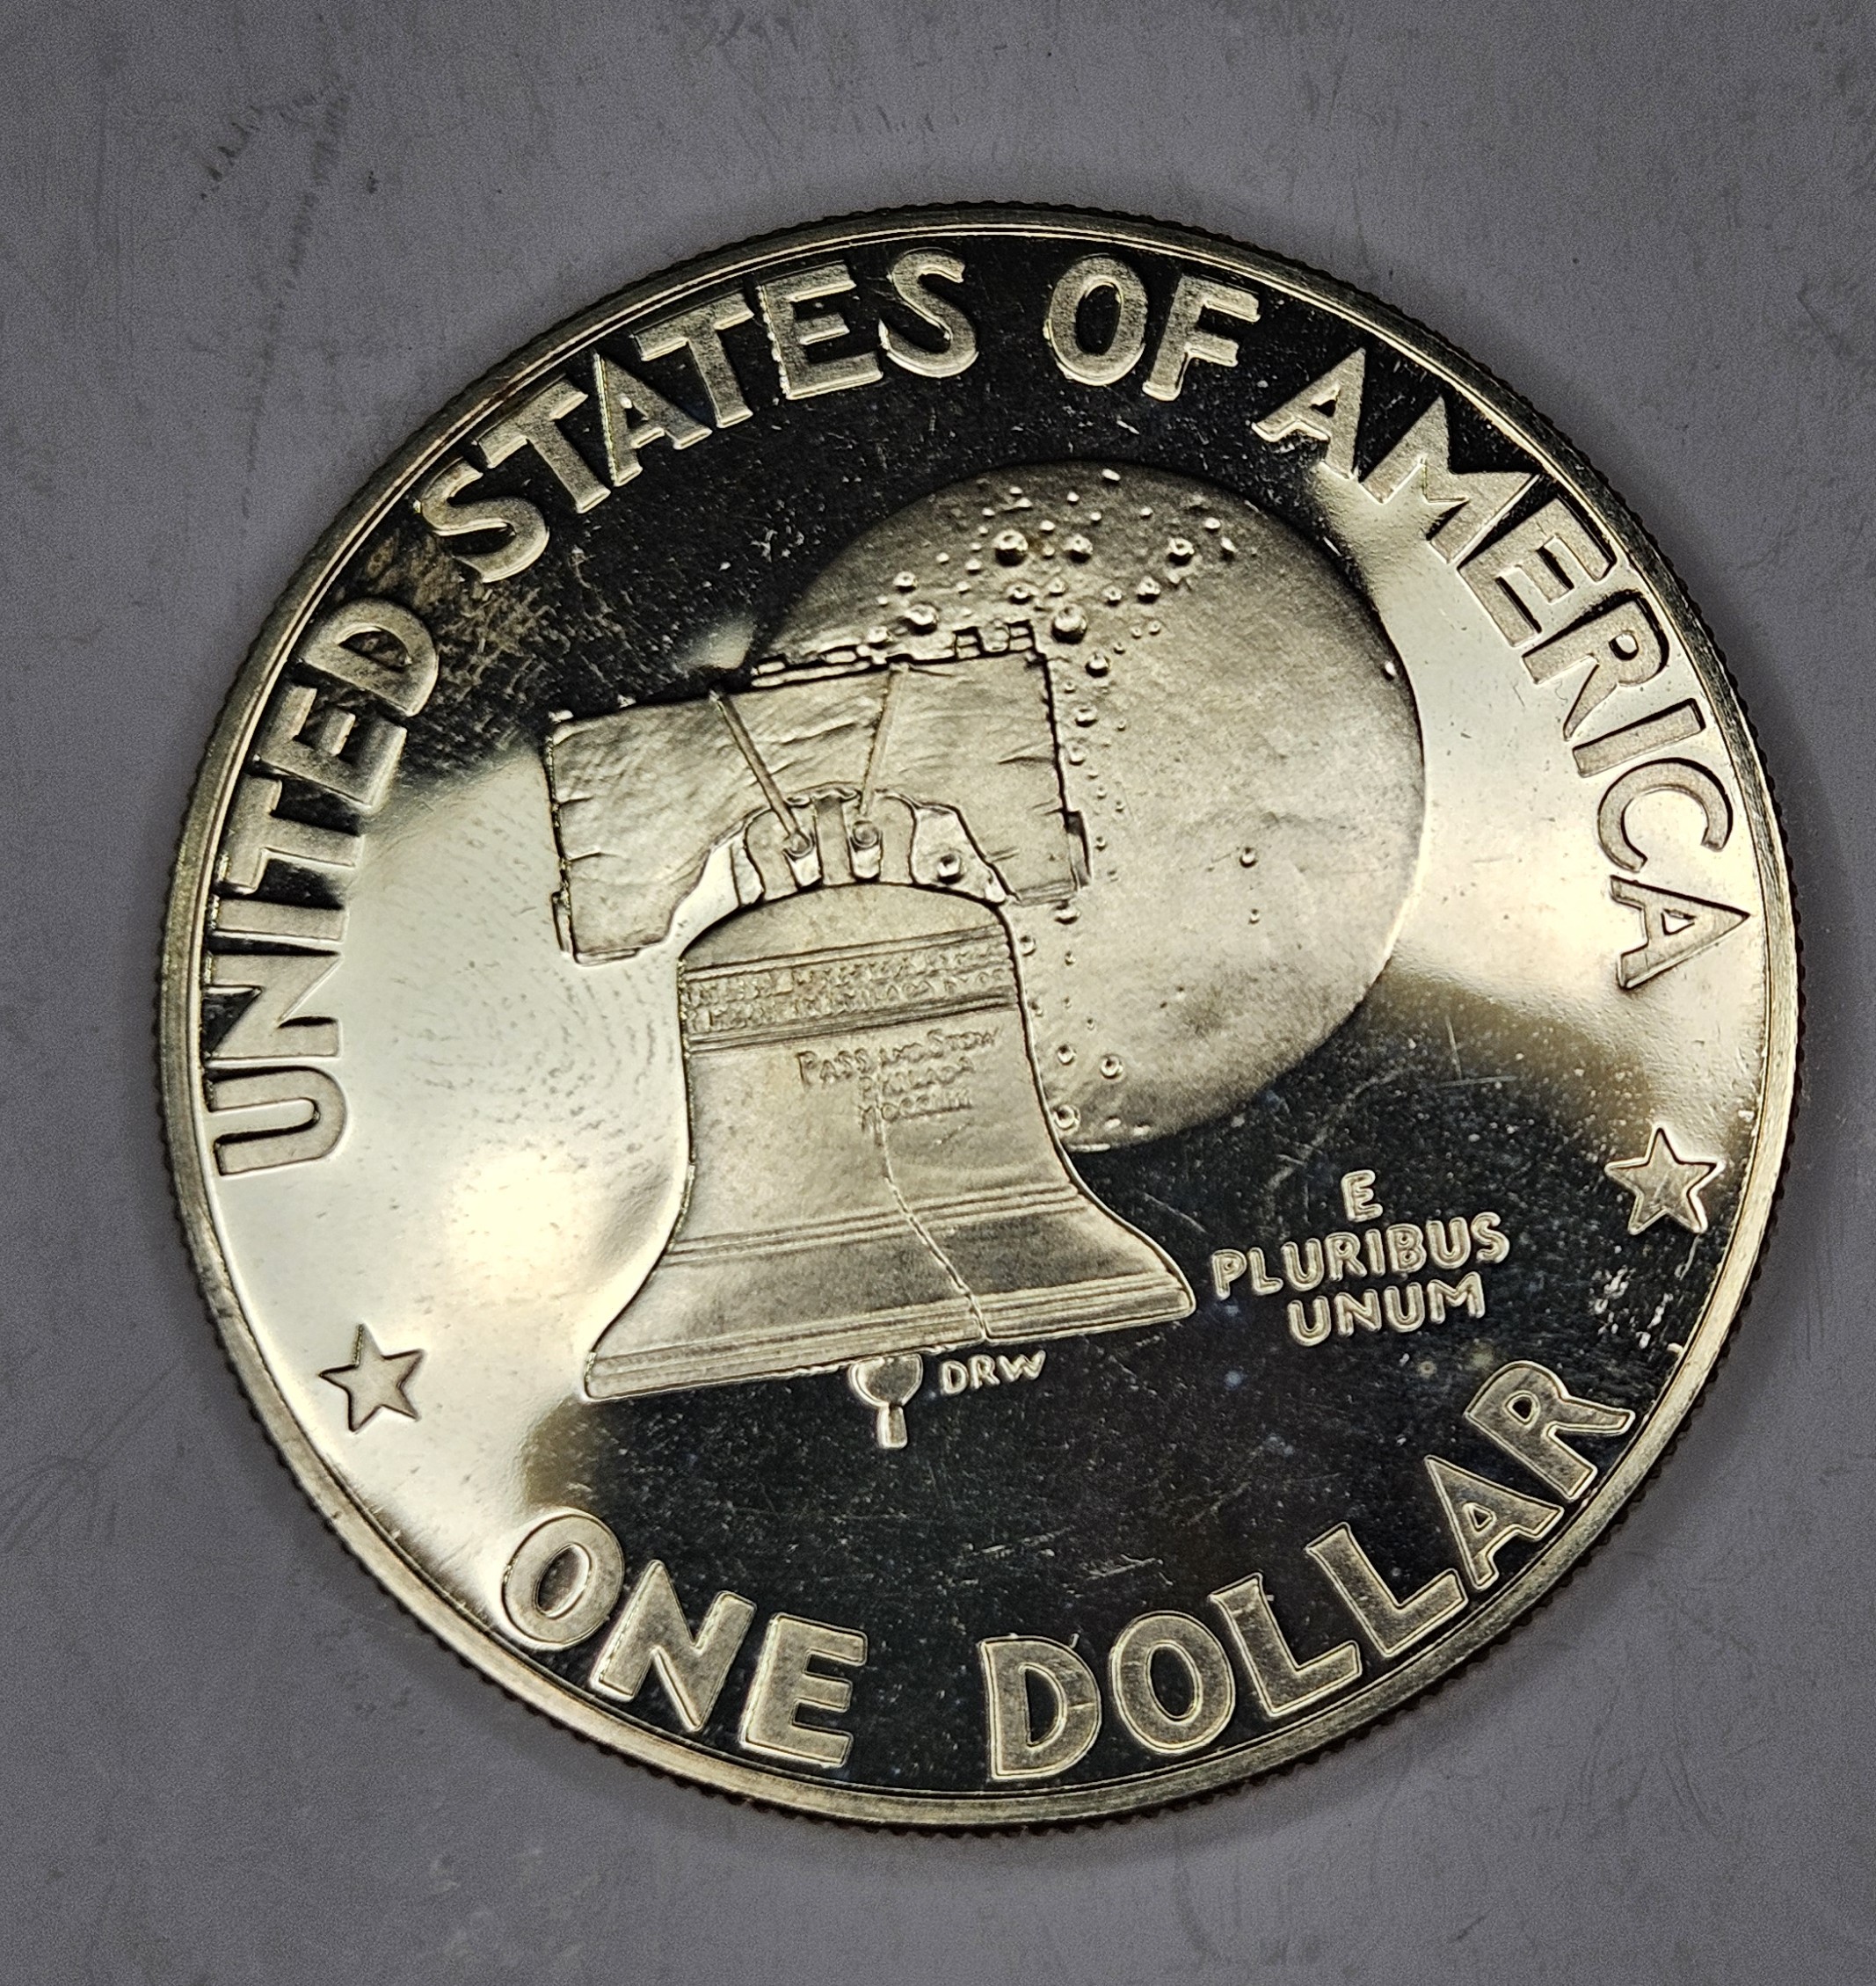 UNITED STATES OF AMERICA
PASS AND STOW
PHILADA
MDCCLIII
E
PLURIBUS
UNUM
DRW
ONE DOLLAR